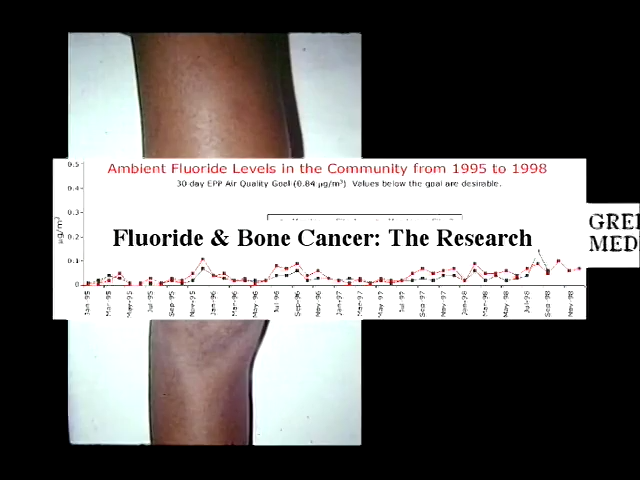 Ambient Fluoride Levels in the Community from 1995 to 1998
30 day EPP Air Quality Goal (0.84 µg/m³) Values below the goal are desirable.
0.5
0.4
0.3
0.2
0.1
0
µg/m³
Fluoride & Bone Cancer: The Research
GREE
MED
Jan-95
Mar-95
May-95
Jul-95
Sep-95
Nov-95
Jan-96
Mar-96
May-96
Jul-96
Sep-96
Nov-96
Jan-97
Mar-97
May-97
Jul-97
Sep-97
Nov-97
Jan-98
Mar-98
May-98
Jul-98
Sep-98
Nov-98